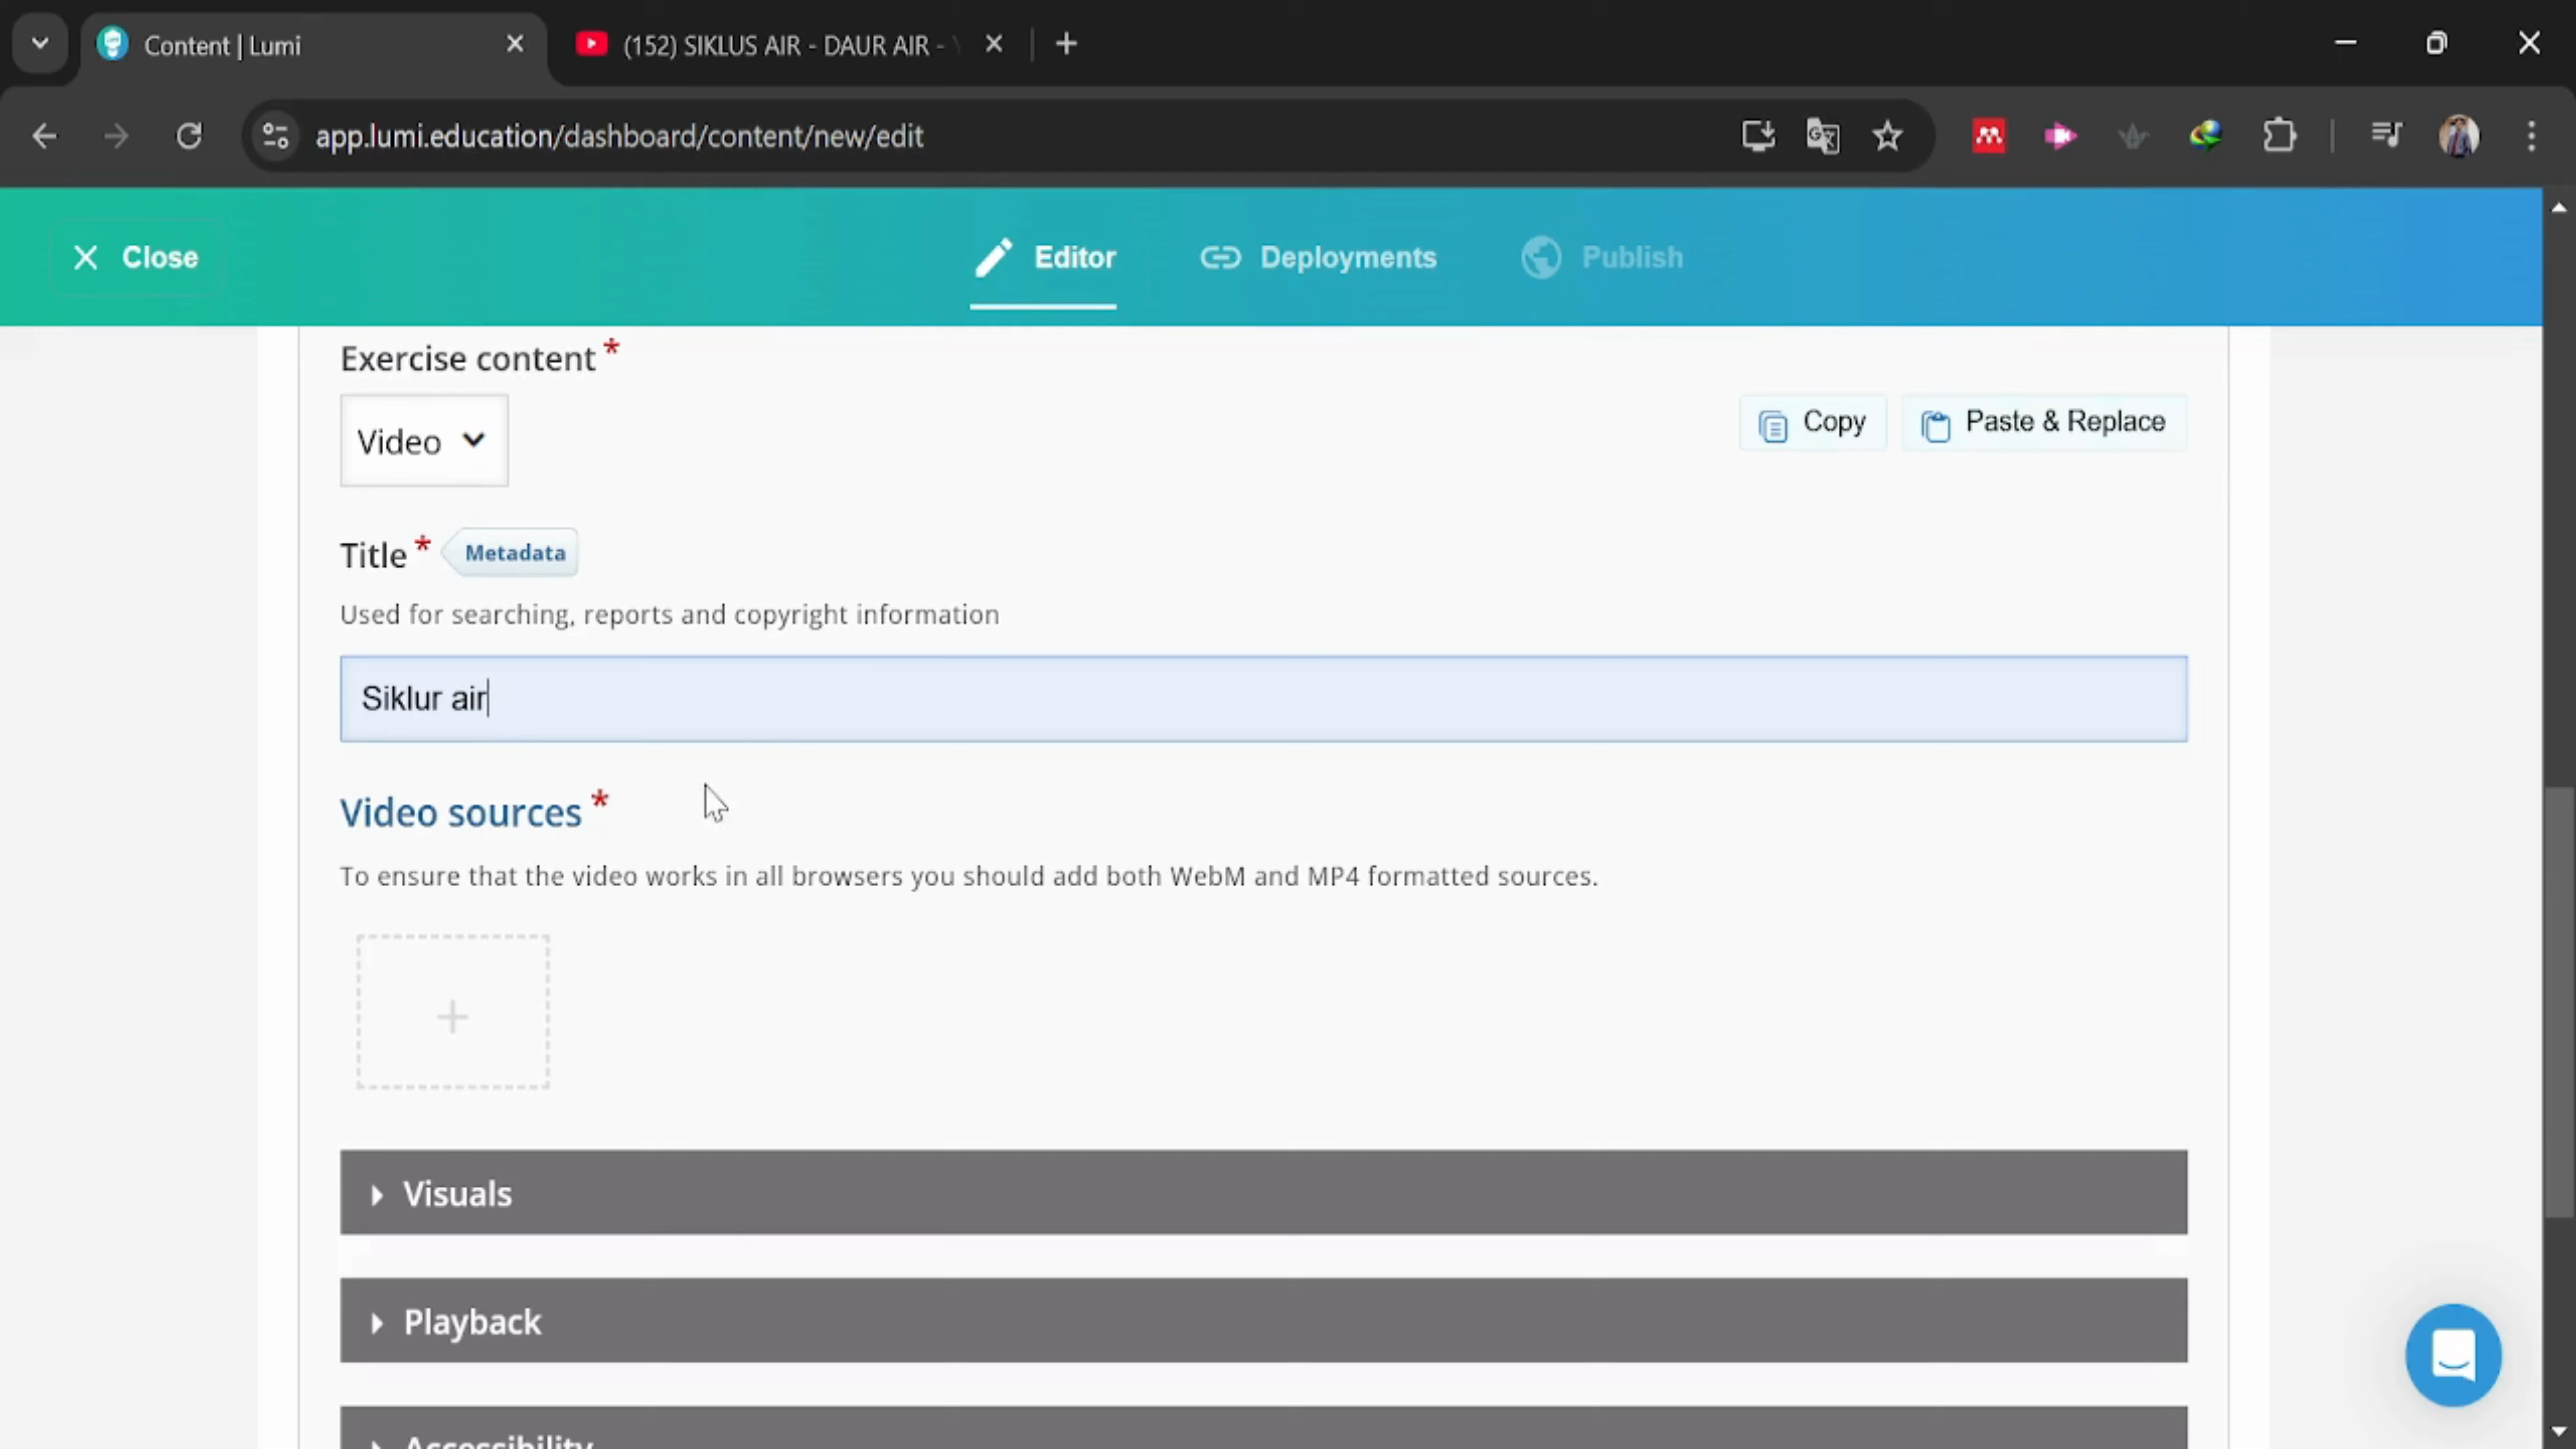 Content | Lumi
(152) SIKLUS AIR - DAUR AIR -
app.lumi.education/dashboard/content/new/edit
Close
Editor
Deployments
Publish
Exercise content *
Video
Copy
Paste & Replace
Title *
Metadata
Used for searching, reports and copyright information
Siklur air
Video sources *
To ensure that the video works in all browsers you should add both WebM and MP4 formatted sources.
+
Visuals
Playback
Accessibility